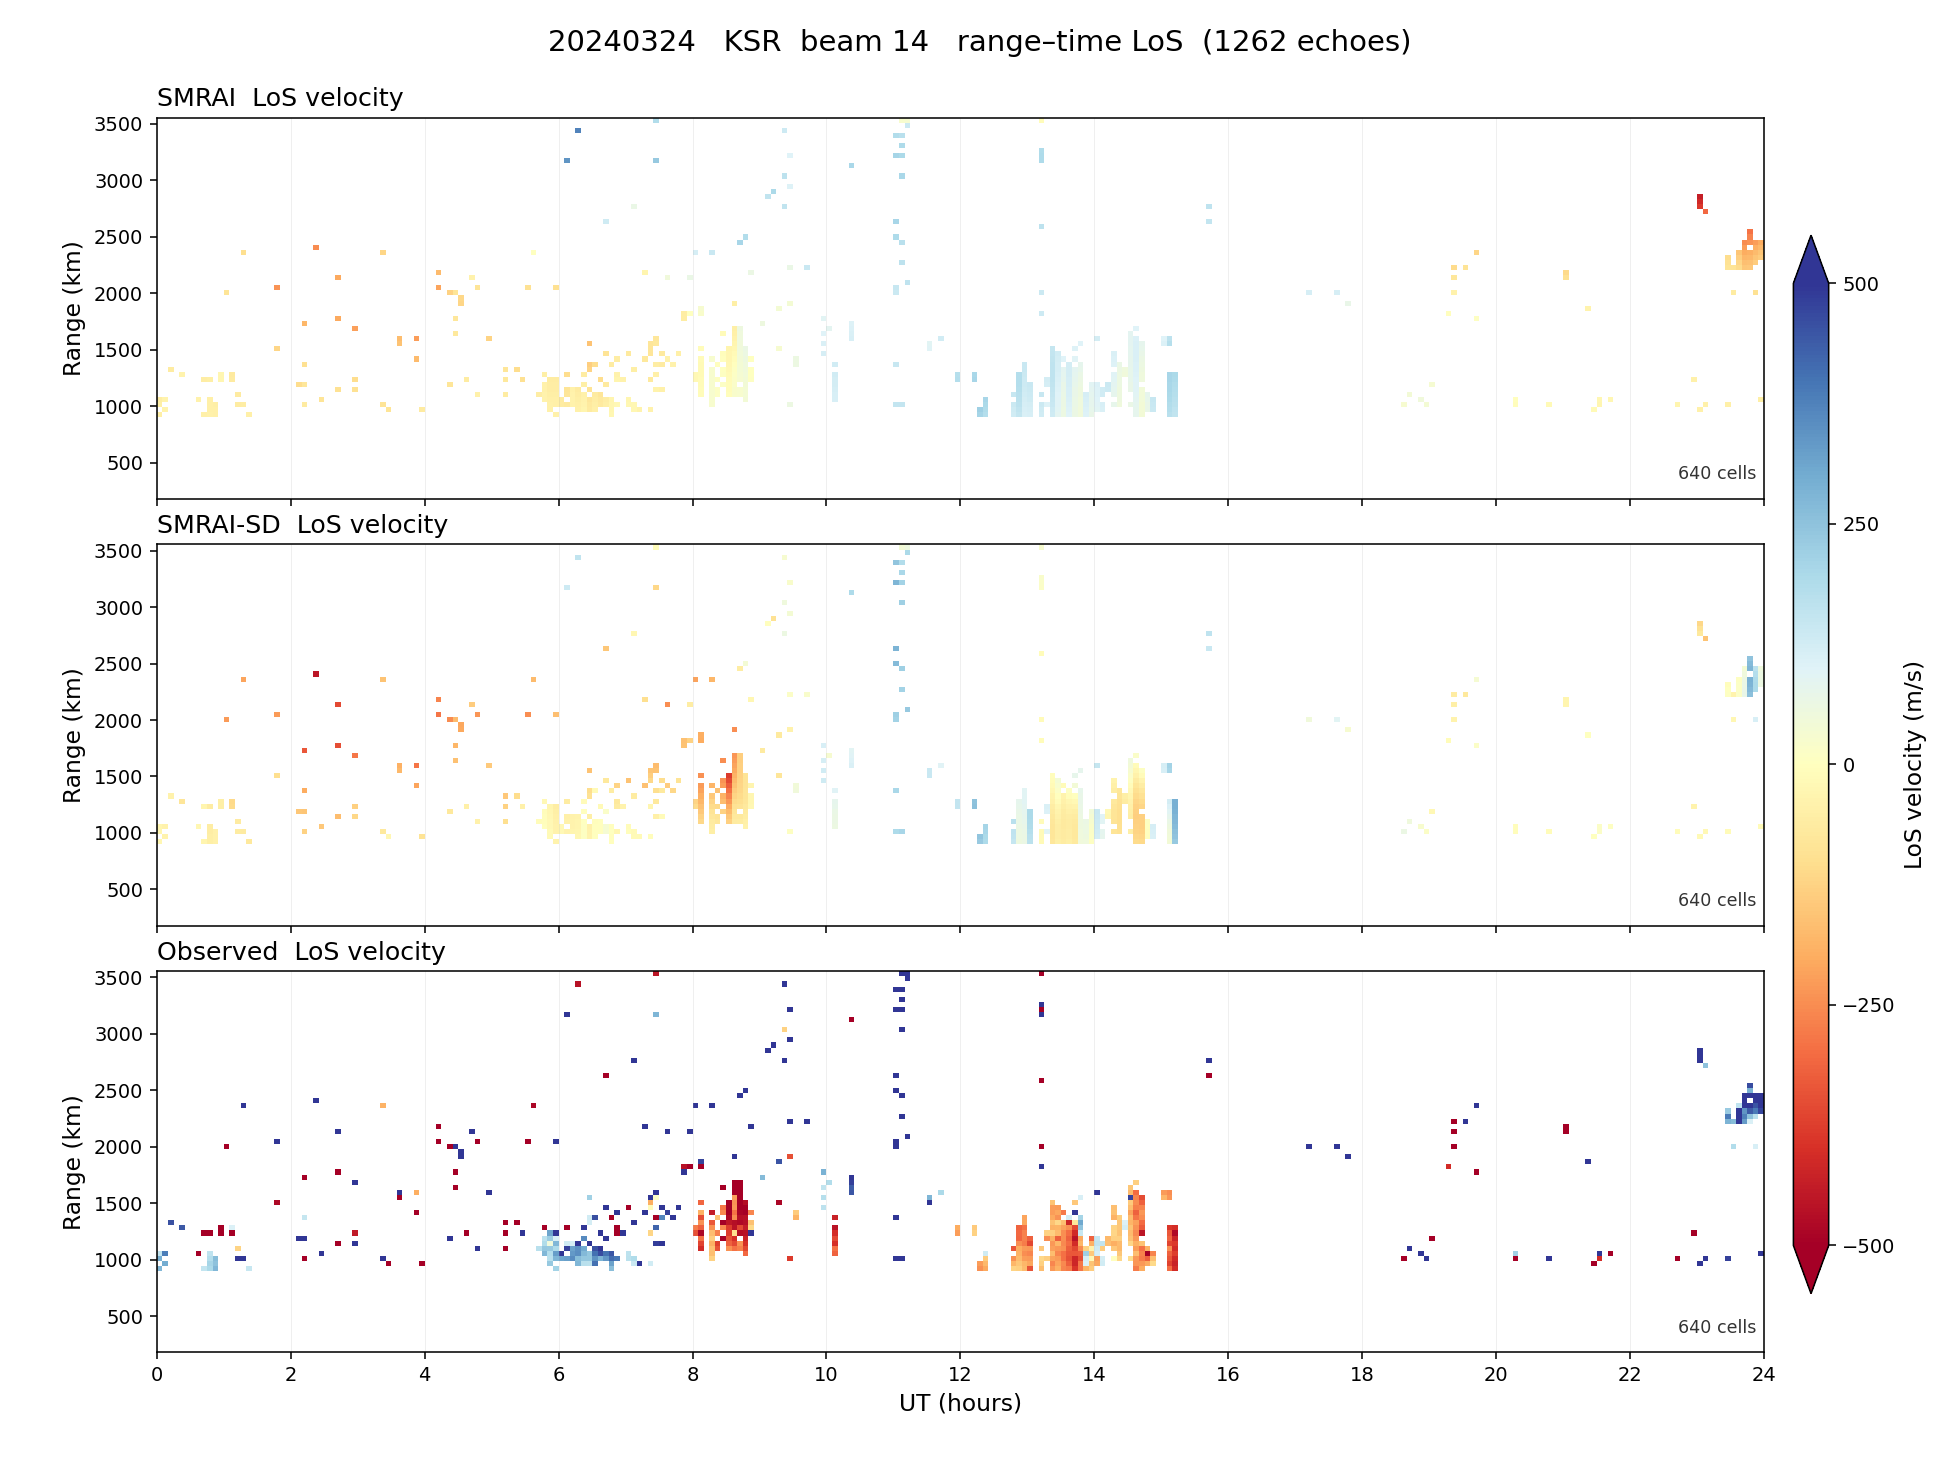 20240324 KSR beam 14 range–time LoS (1262 echoes)
SMRAI LoS velocity
3500
3000
2500
2000
1500
1000
500
Range (km)
640 cells
SMRAI-SD LoS velocity
3500
3000
2500
2000
1500
1000
500
Range (km)
640 cells
Observed LoS velocity
3500
3000
2500
2000
1500
1000
500
Range (km)
640 cells
0 2 4 6 8 10 12 14 16 18 20 22 24
UT (hours)
500
250
0
−250
−500
LoS velocity (m/s)